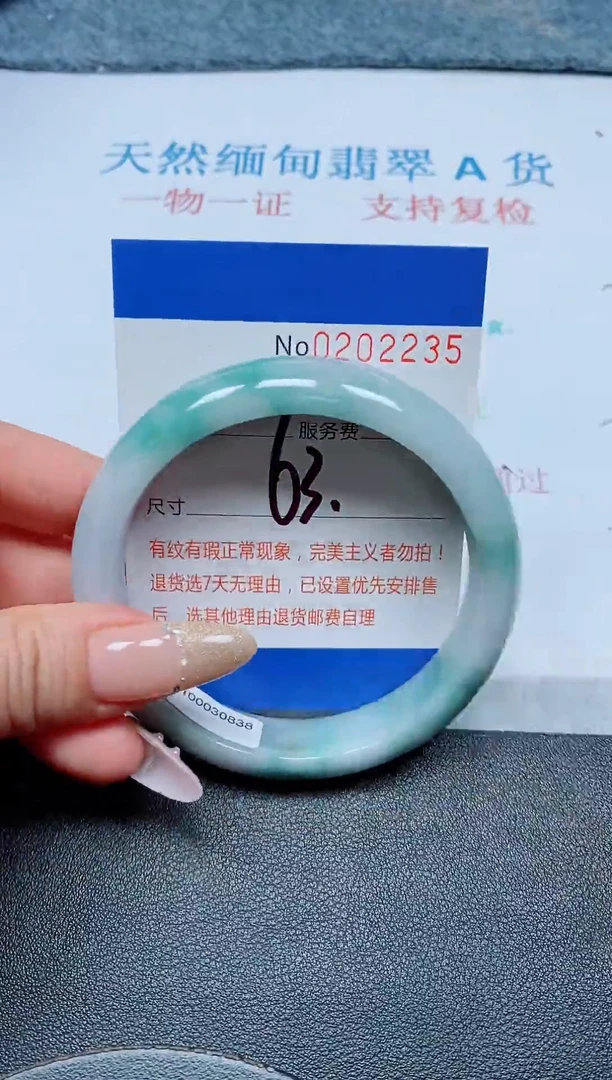 天然缅甸翡翠 A 货
一物一证 支持复检
No0202235
服务费
尺寸 63.
有纹有瑕正常现象，完美主义者勿拍！
退货选7天无理由，已设置优先安排售
后，选其他理由退货邮费自理
00030838
过